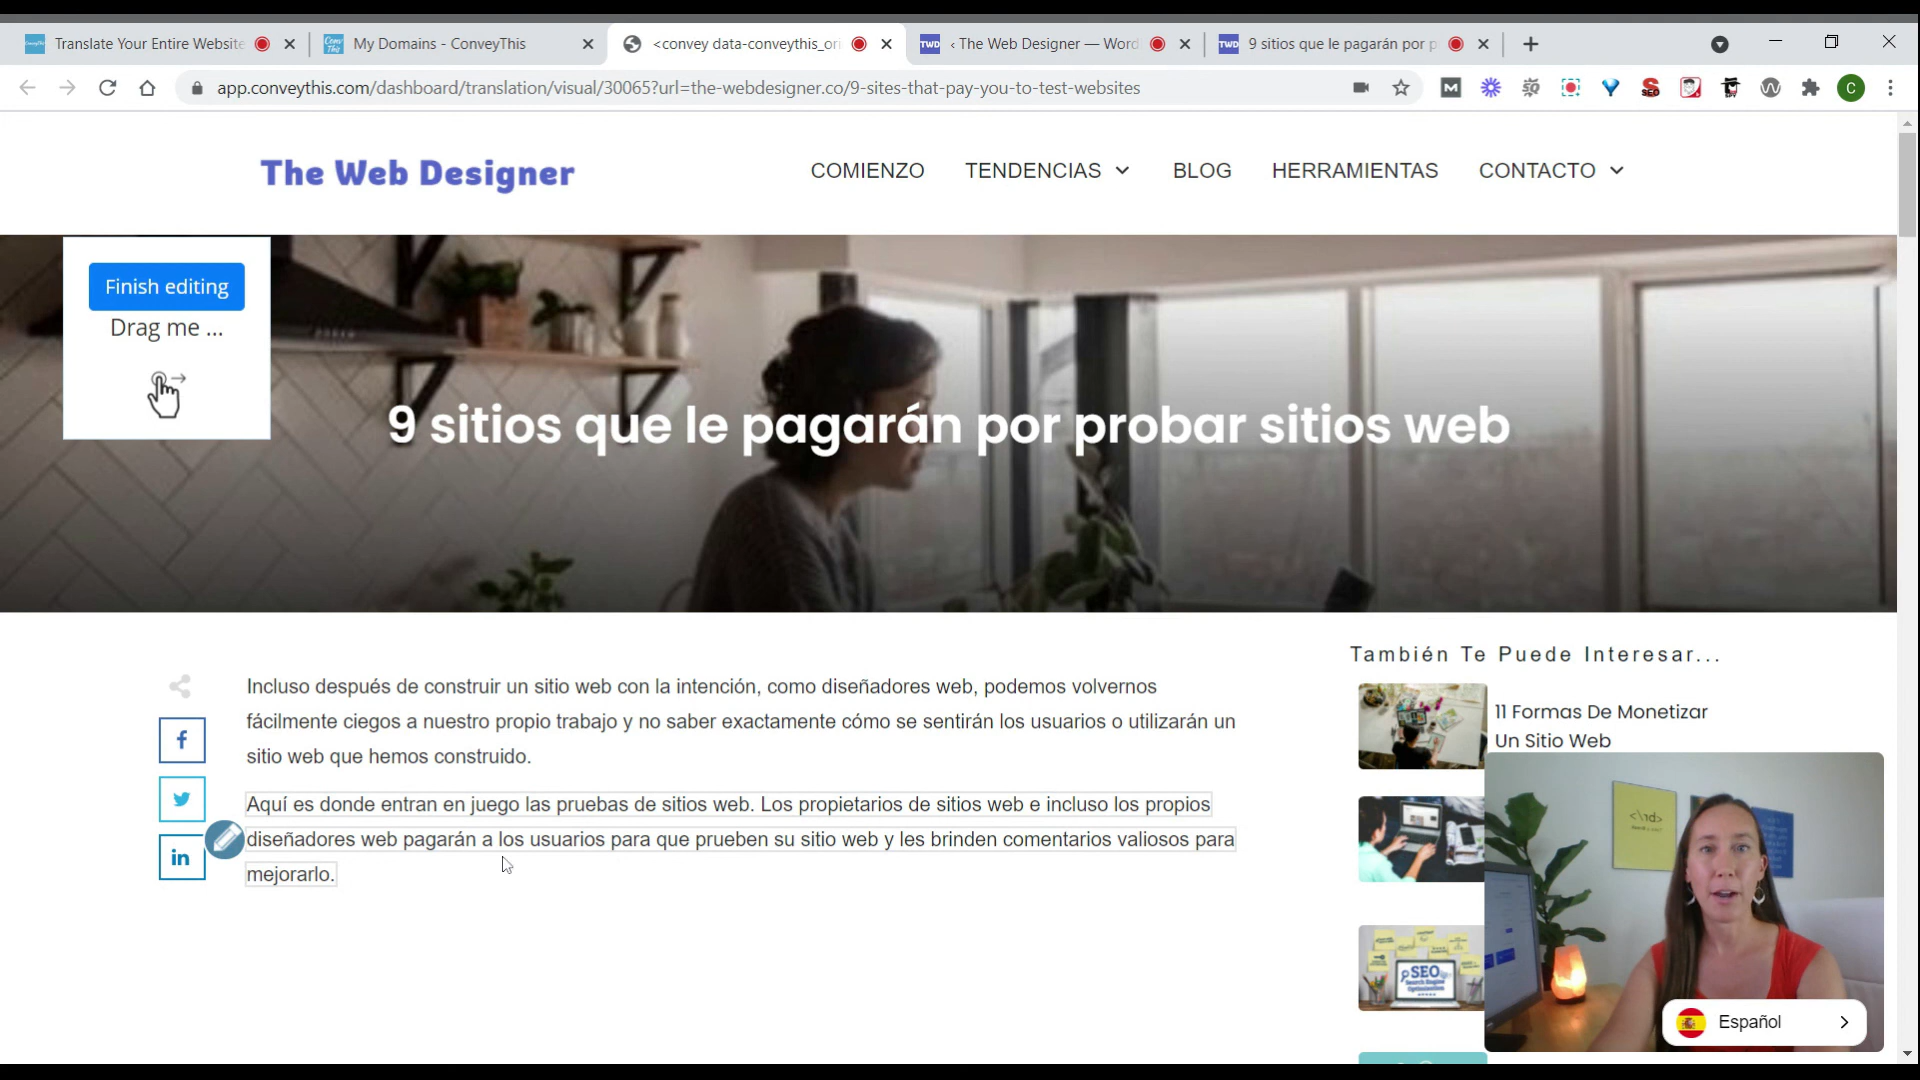 Translate Your Entire Website
My Domains - ConveyThis
<convey data-conveythis_ori
TWD
‹ The Web Designer — Word
TWD
9 sitios que le pagarán por p
app.conveythis.com/dashboard/translation/visual/30065?url=the-webdesigner.co/9-sites-that-pay-you-to-test-websites
C
The Web Designer
COMIENZO
TENDENCIAS
BLOG
HERRAMIENTAS
CONTACTO
Finish editing
Drag me ...
9 sitios que le pagarán por probar sitios web
Incluso después de construir un sitio web con la intención, como diseñadores web, podemos volvernos
fácilmente ciegos a nuestro propio trabajo y no saber exactamente cómo se sentirán los usuarios o utilizarán un
sitio web que hemos construido.
Aquí es donde entran en juego las pruebas de sitios web. Los propietarios de sitios web e incluso los propios
diseñadores web pagarán a los usuarios para que prueben su sitio web y les brinden comentarios valiosos para
mejorarlo.
También Te Puede Interesar...
11 Formas De Monetizar
Un Sitio Web
SEO
Español